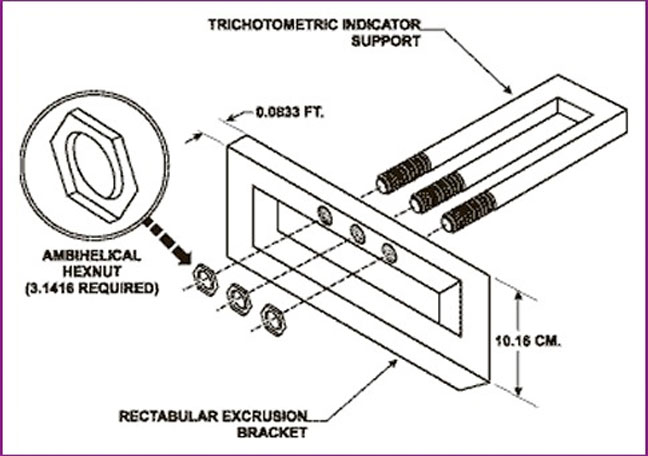 TRICHOTOMETRIC INDICATOR
SUPPORT
0.0833 FT.
AMBIHELICAL
HEXNUT
(3.1416 REQUIRED)
10.16 CM.
RECTABULAR EXCRUSION
BRACKET